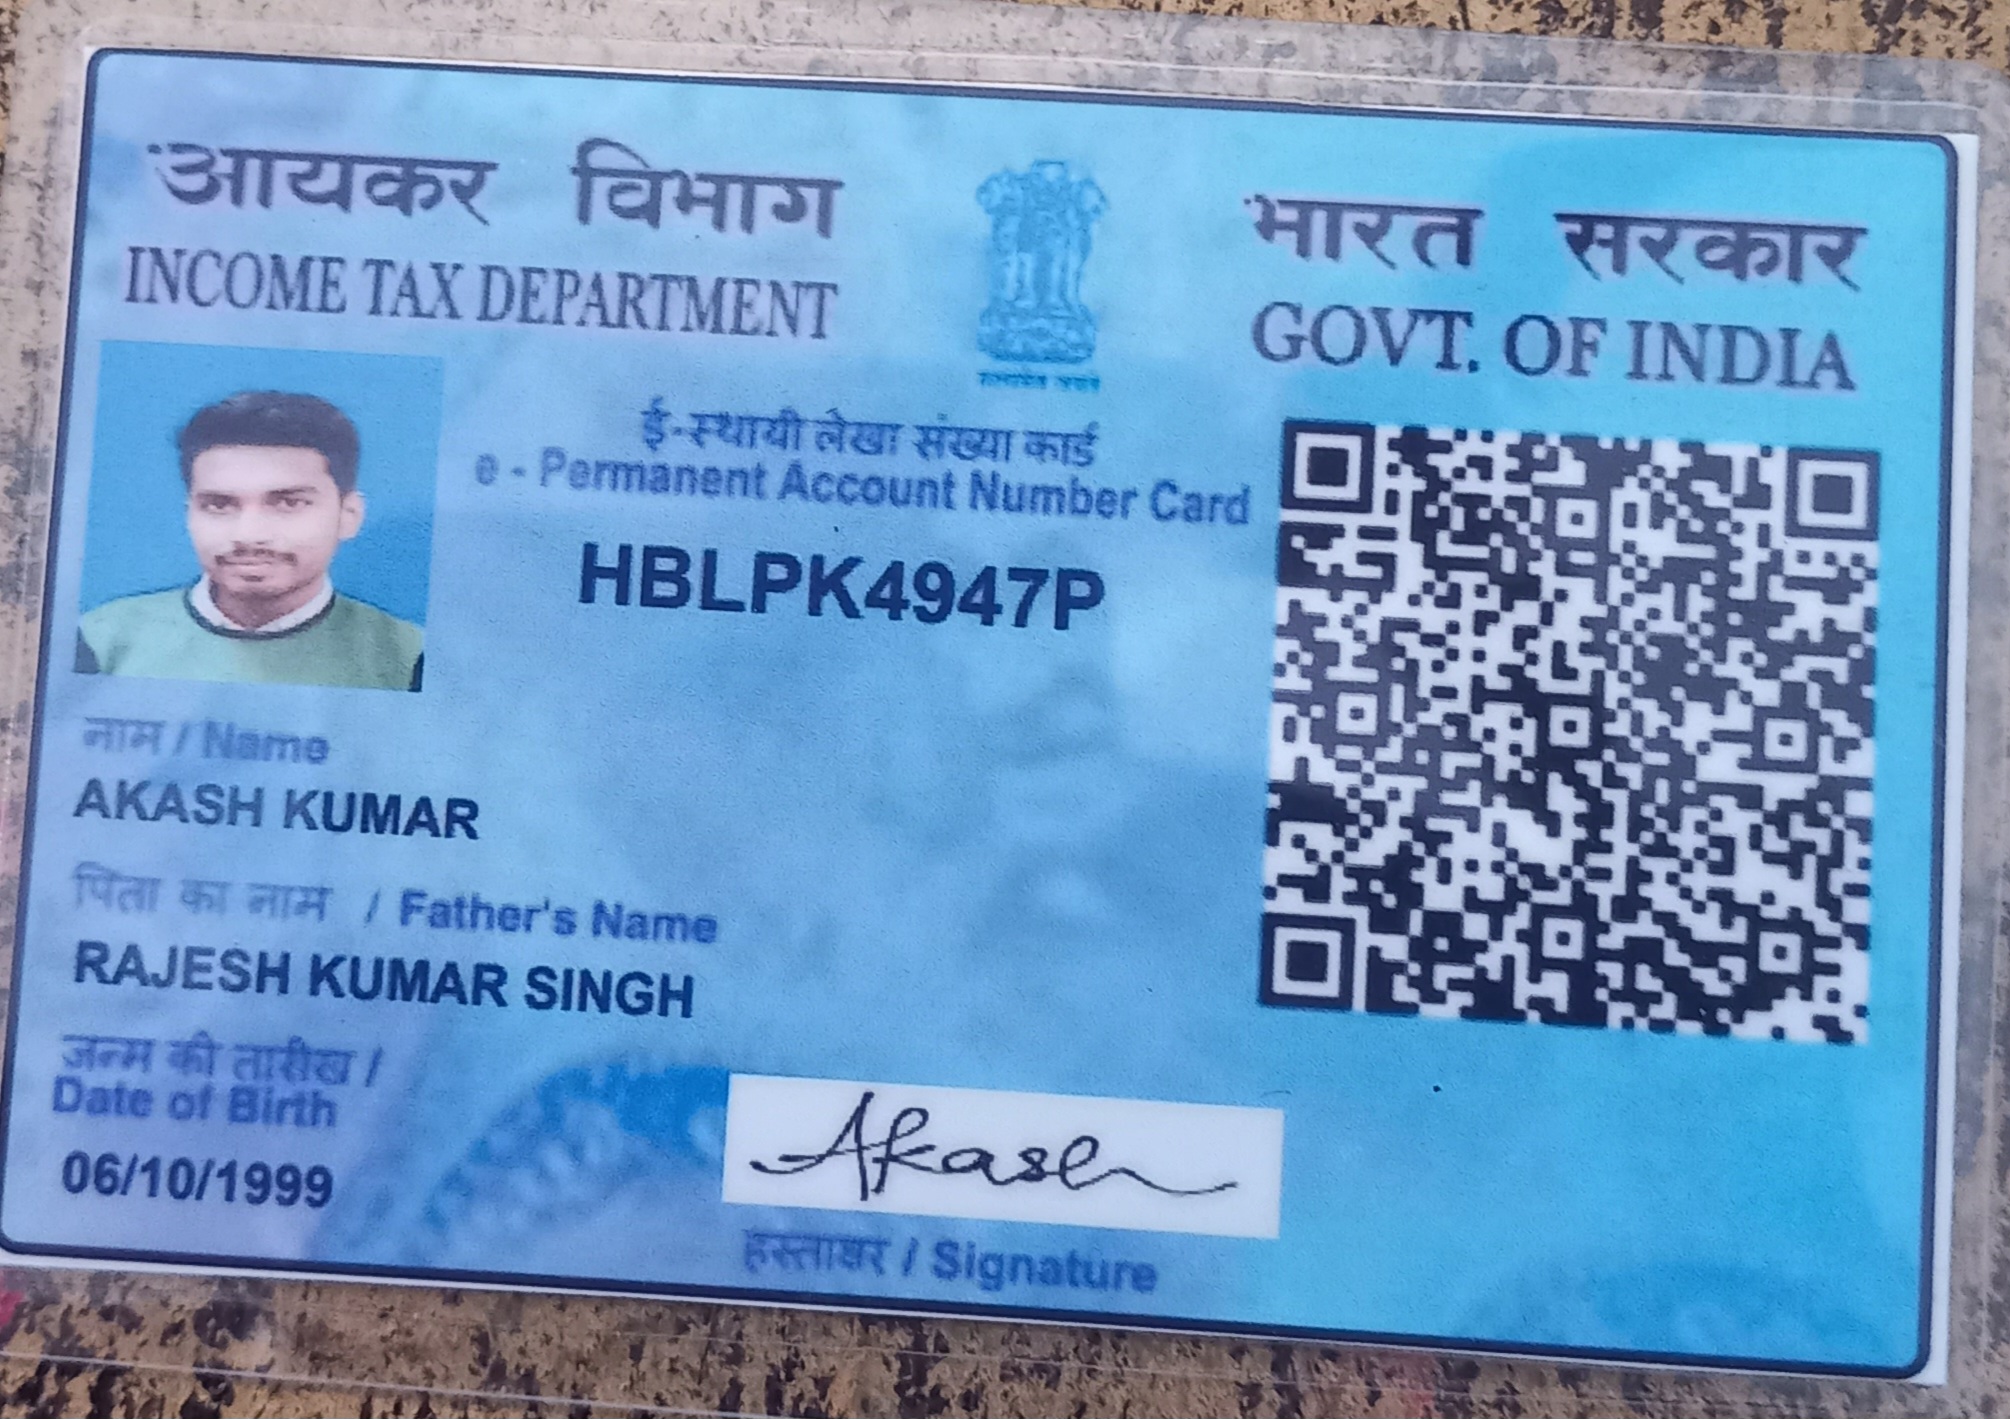 आयकर विभाग
INCOME TAX DEPARTMENT
भारत सरकार
GOVT. OF INDIA
ई-स्थायी लेखा संख्या कार्ड
e - Permanent Account Number Card
HBLPK4947P
नाम / Name
AKASH KUMAR
पिता का नाम / Father's Name
RAJESH KUMAR SINGH
जन्म की तारीख /
Date of Birth
06/10/1999
Akash
हस्ताक्षर / Signature